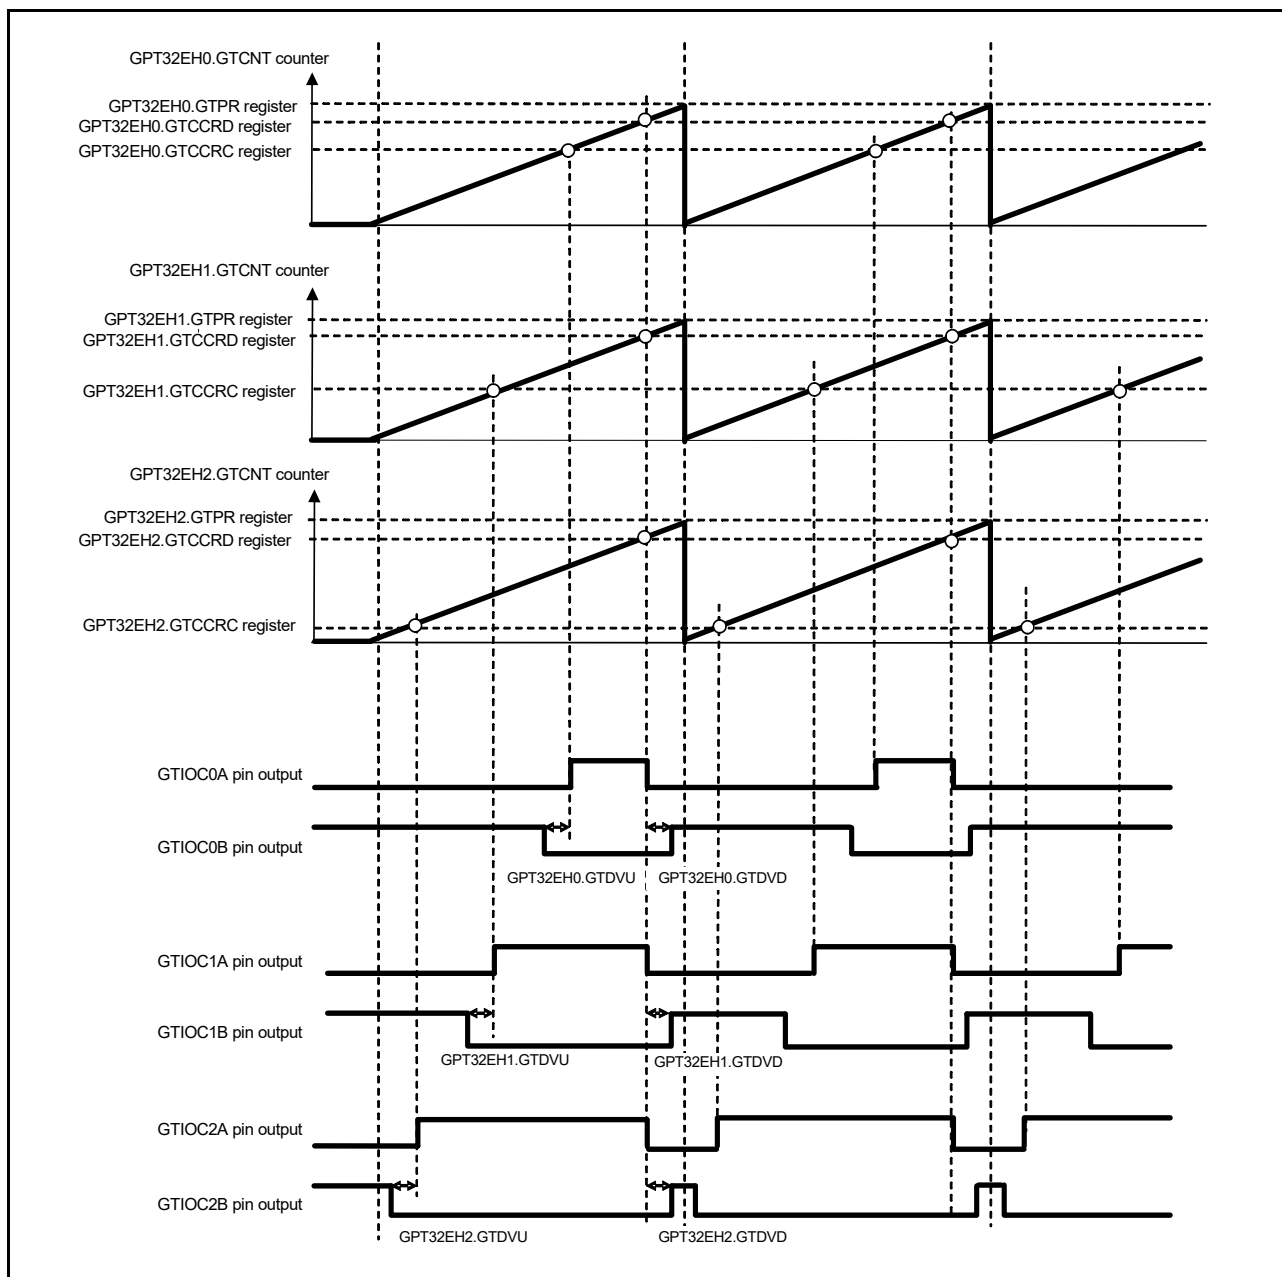 GPT32EH0.GTCNT counter
GPT32EH0.GTPR register
GPT32EH0.GTCCRD register
GPT32EH0.GTCCRC register
GPT32EH1.GTCNT counter
GPT32EH1.GTPR register
GPT32EH1.GTCCRD register
GPT32EH1.GTCCRC register
GPT32EH2.GTCNT counter
GPT32EH2.GTPR register
GPT32EH2.GTCCRD register
GPT32EH2.GTCCRC register
GTIOC0A pin output
GTIOC0B pin output
GPT32EH0.GTDVU GPT32EH0.GTDVD
GTIOC1A pin output
GTIOC1B pin output
GPT32EH1.GTDVU GPT32EH1.GTDVD
GTIOC2A pin output
GTIOC2B pin output
GPT32EH2.GTDVU GPT32EH2.GTDVD